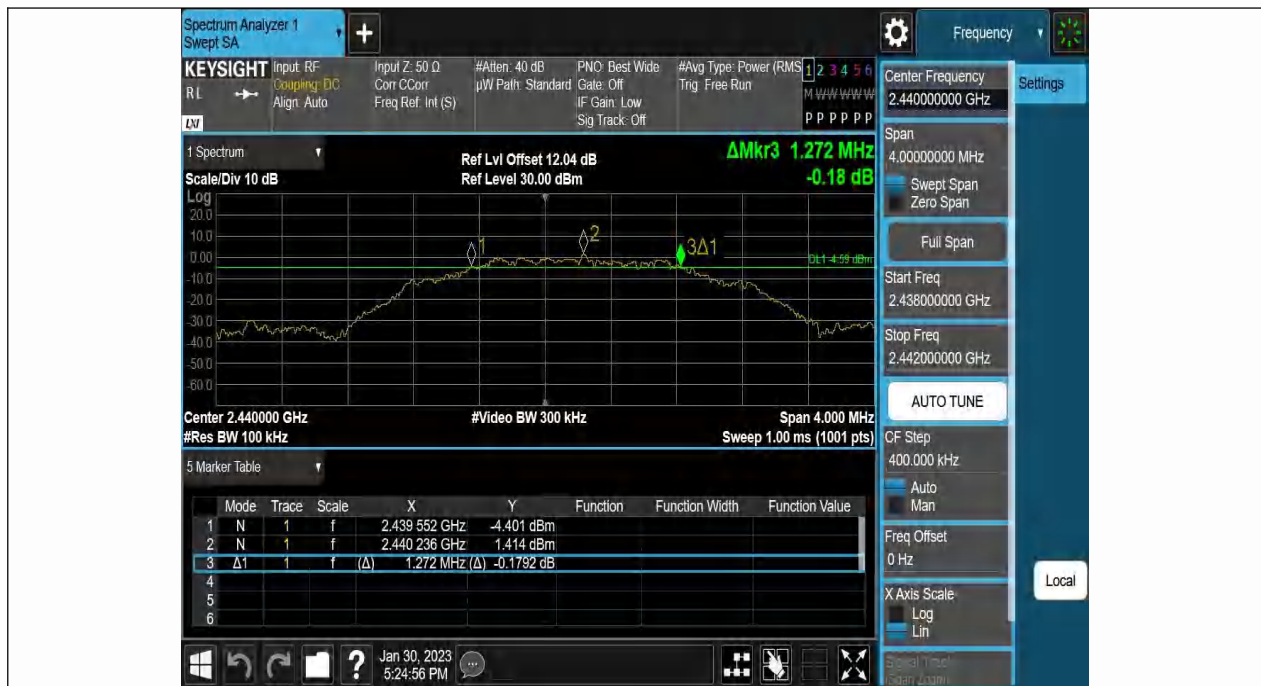 Spectrum Analyzer 1
Swept SA
+
Frequency
KEYSIGHT
RL
LXI
Input: RF
Coupling: DC
Align: Auto
Input Z: 50 Ω
Corr CCorr
Freq Ref: Int (S)
#Atten: 40 dB
µW Path: Standard
PNO: Best Wide
Gate: Off
IF Gain: Low
Sig Track: Off
#Avg Type: Power (RMS
Trig: Free Run
1 2 3 4 5 6
M W W W W W
P P P P P P
1 Spectrum
Scale/Div 10 dB
Ref Lvl Offset 12.04 dB
Ref Level 30.00 dBm
ΔMkr3 1.272 MHz
-0.18 dB
Log
20.0
10.0
0.00
-10.0
-20.0
-30.0
-40.0
-50.0
-60.0
1
2
3Δ1
DL1 -4.59 dBm
Center 2.440000 GHz
#Video BW 300 kHz
Span 4.000 MHz
#Res BW 100 kHz
Sweep 1.00 ms (1001 pts)
5 Marker Table
Mode Trace Scale X Y Function Function Width Function Value
1 N 1 f 2.439 552 GHz -4.401 dBm
2 N 1 f 2.440 236 GHz 1.414 dBm
3 Δ1 1 f (Δ) 1.272 MHz (Δ) -0.1792 dB
4
5
6
?
Jan 30, 2023
5:24:56 PM
Center Frequency
2.440000000 GHz
Span
4.00000000 MHz
Swept Span
Zero Span
Full Span
Start Freq
2.438000000 GHz
Stop Freq
2.442000000 GHz
AUTO TUNE
CF Step
400.000 kHz
Auto
Man
Freq Offset
0 Hz
X Axis Scale
Log
Lin
Signal Track
(Span Zoom)
Settings
Local